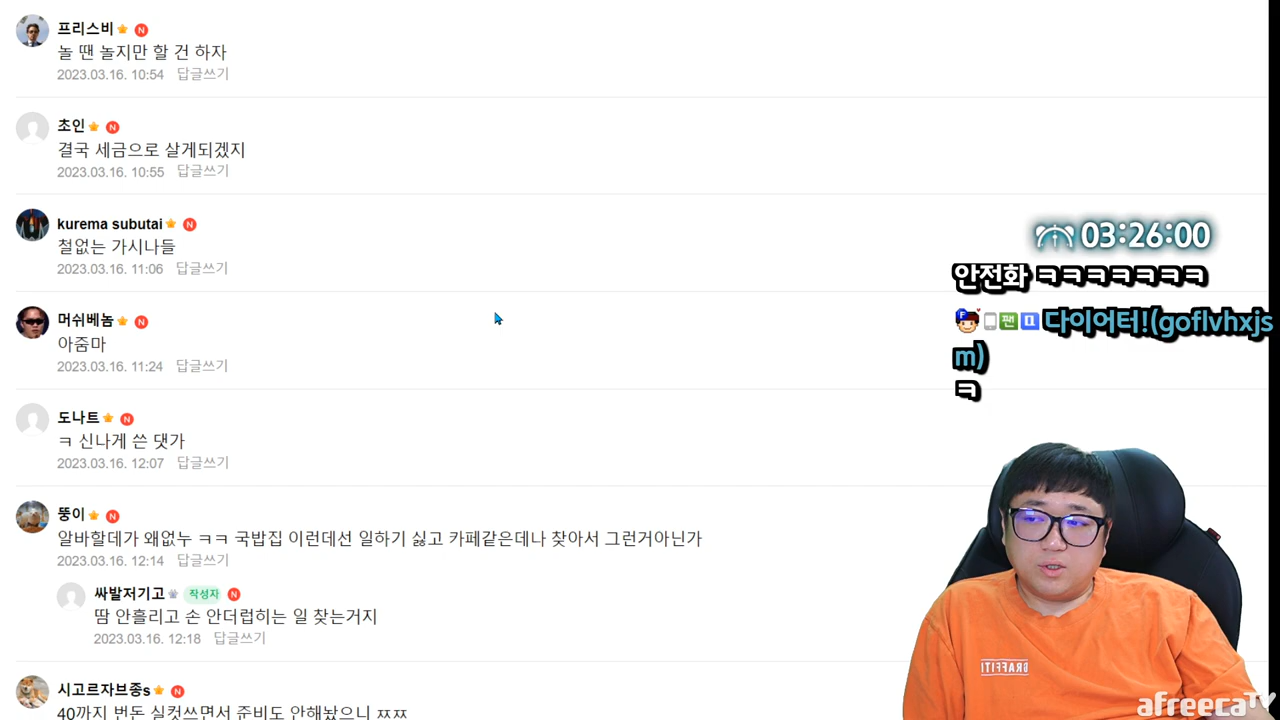 프리스비 N
놀 땐 놀지만 할 건 하자
2023.03.16. 10:54 답글쓰기
초인 N
결국 세금으로 살게되겠지
2023.03.16. 10:55 답글쓰기
kurema subutai N
철없는 가시나들
2023.03.16. 11:06 답글쓰기
머쉬베놈 N
아줌마
2023.03.16. 11:24 답글쓰기
도나트 N
ㅋ 신나게 쓴 댓가
2023.03.16. 12:07 답글쓰기
뚱이 N
알바할데가 왜없누 ㅋㅋ 국밥집 이런데선 일하기 싫고 카페같은데나 찾아서 그런거아닌가
2023.03.16. 12:14 답글쓰기
싸발저기고 작성자 N
땀 안흘리고 손 안더럽히는 일 찾는거지
2023.03.16. 12:18 답글쓰기
시고르자브종s N
40까지 번돈 실컷쓰면서 준비도 안해놨으니 ㅉㅉ
03:26:00
안전화 ㅋㅋㅋㅋㅋㅋㅋ
F 팬 다이어터!(goflvhxjs
m)
ㅋ
GRAFFITI
afreecaTV